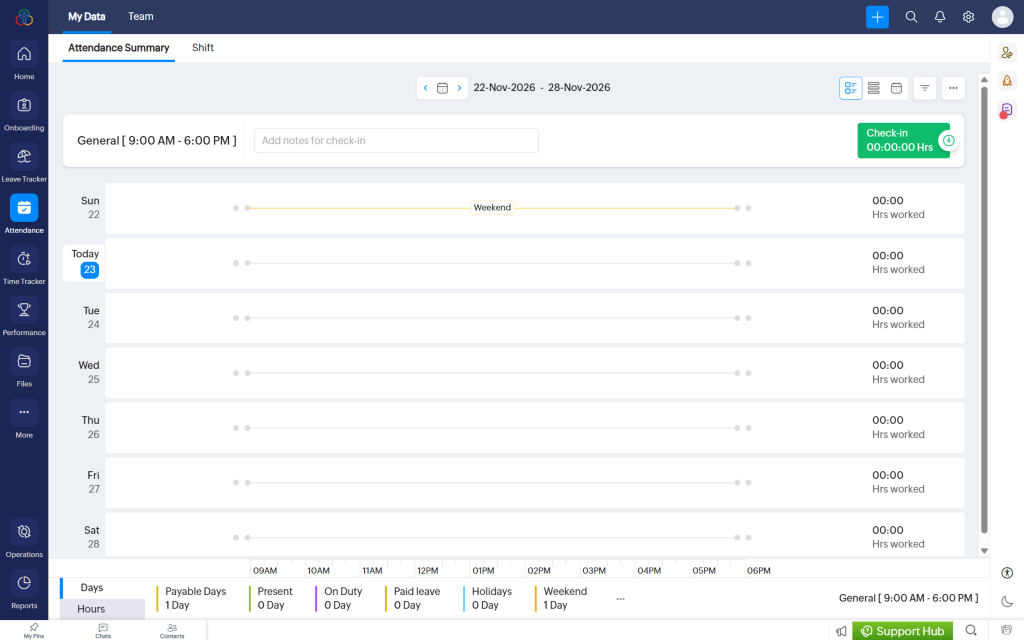 My Data
Team
Attendance Summary
Shift
Home
Onboarding
Leave Tracker
Attendance
Time Tracker
Performance
Files
More
Operations
Reports
22-Nov-2026 - 28-Nov-2026
General [ 9:00 AM - 6:00 PM ]
Add notes for check-in
Check-in
00:00:00 Hrs
Sun
22
Weekend
00:00
Hrs worked
Today
23
00:00
Hrs worked
Tue
24
00:00
Hrs worked
Wed
25
00:00
Hrs worked
Thu
26
00:00
Hrs worked
Fri
27
00:00
Hrs worked
Sat
28
00:00
Hrs worked
09AM 10AM 11AM 12PM 01PM 02PM 03PM 04PM 05PM 06PM
Days
Hours
Payable Days
1 Day
Present
0 Day
On Duty
0 Day
Paid leave
0 Day
Holidays
0 Day
Weekend
1 Day
General [ 9:00 AM - 6:00 PM ]
My Pins
Chats
Contacts
Support Hub